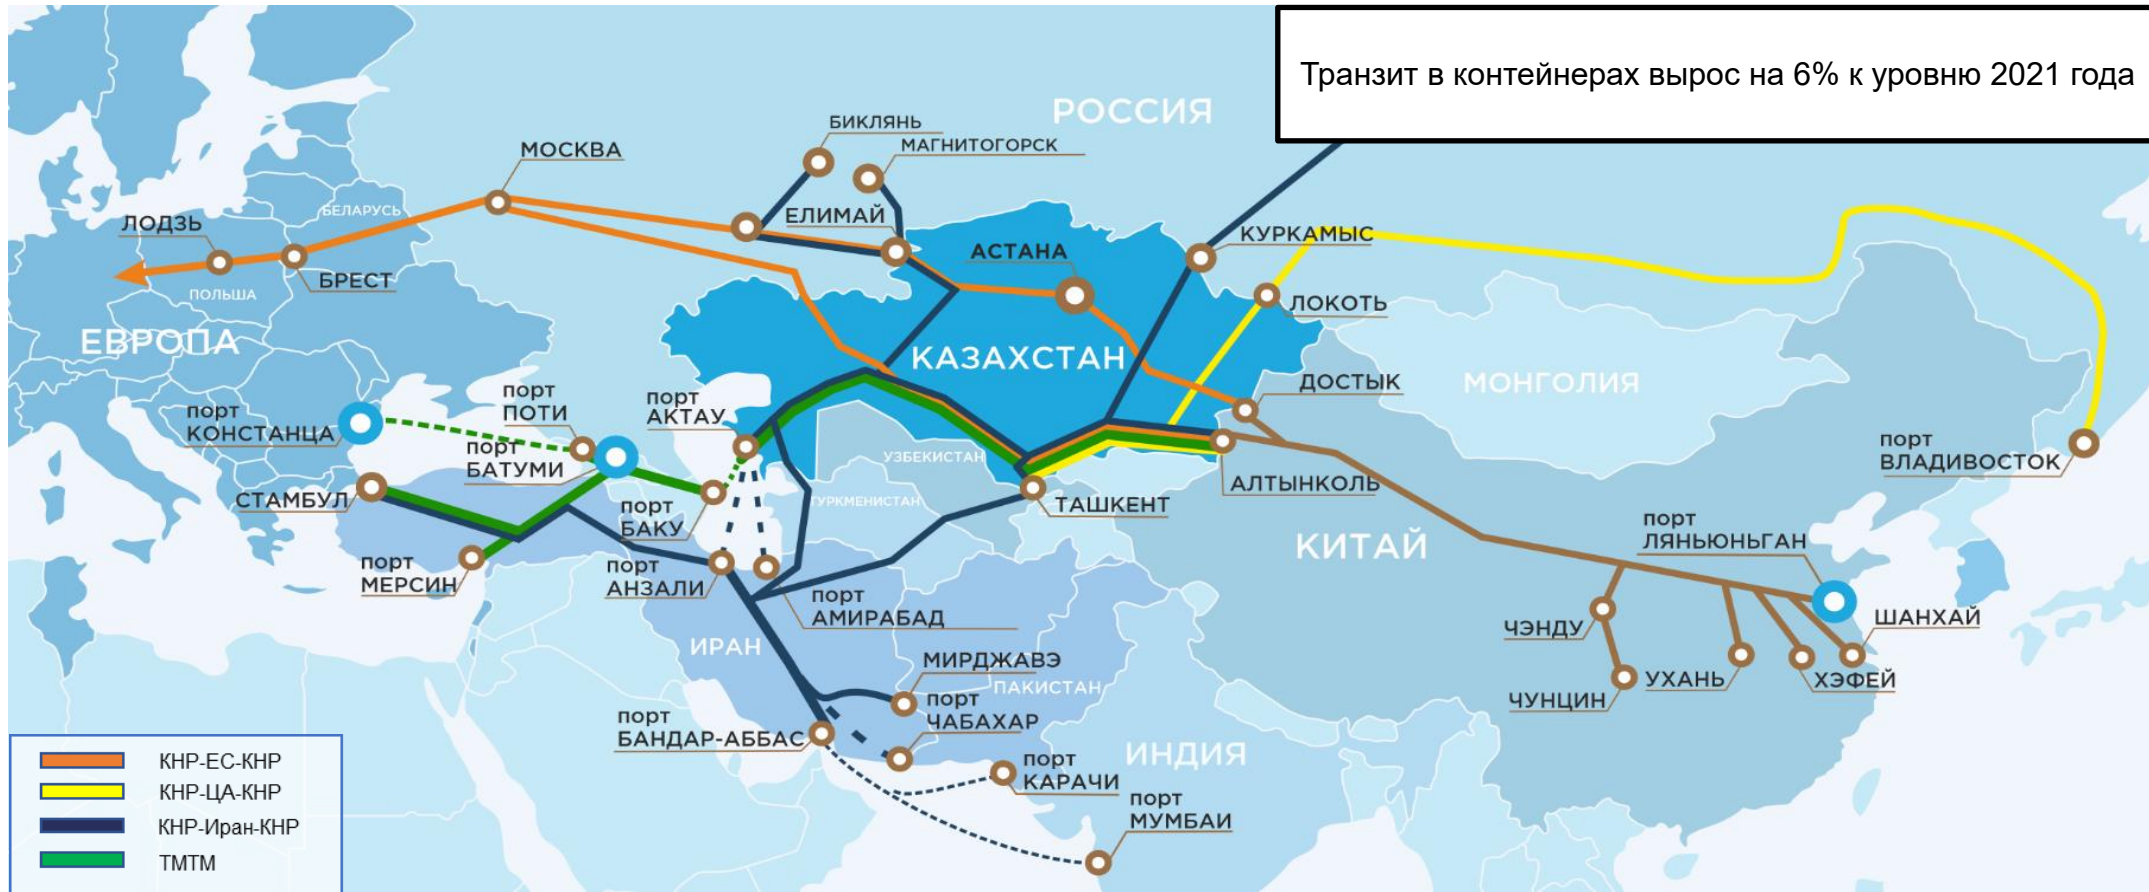 Транзит в контейнерах вырос на 6% к уровню 2021 года
РОССИЯ
БИКЛЯНЬ
МАГНИТОГОРСК
МОСКВА
БЕЛАРУСЬ
ЛОДЗЬ
ЕЛИМАЙ
КУРКАМЫС
АСТАНА
БРЕСТ
ПОЛЬША
ЛОКОТЬ
ЕВРОПА
КАЗАХСТАН
ДОСТЫК
МОНГОЛИЯ
порт
ПОТИ
порт
АКТАУ
порт
КОНСТАНЦА
порт
БАТУМИ
УЗБЕКИСТАН
порт
ВЛАДИВОСТОК
СТАМБУЛ
ТУРКМЕНИСТАН
ТАШКЕНТ
АЛТЫНКОЛЬ
порт
БАКУ
КИТАЙ
порт
ЛЯНЬЮНЬГАН
порт
МЕРСИН
порт
АНЗАЛИ
порт
АМИРАБАД
ЧЭНДУ
ШАНХАЙ
ИРАН
МИРДЖАВЭ
ПАКИСТАН
УХАНЬ
ХЭФЕЙ
ЧУНЦИН
порт
ЧАБАХАР
порт
БАНДАР-АББАС
ИНДИЯ
порт
КАРАЧИ
порт
МУМБАИ
КНР-ЕС-КНР
КНР-ЦА-КНР
КНР-Иран-КНР
ТМТМ